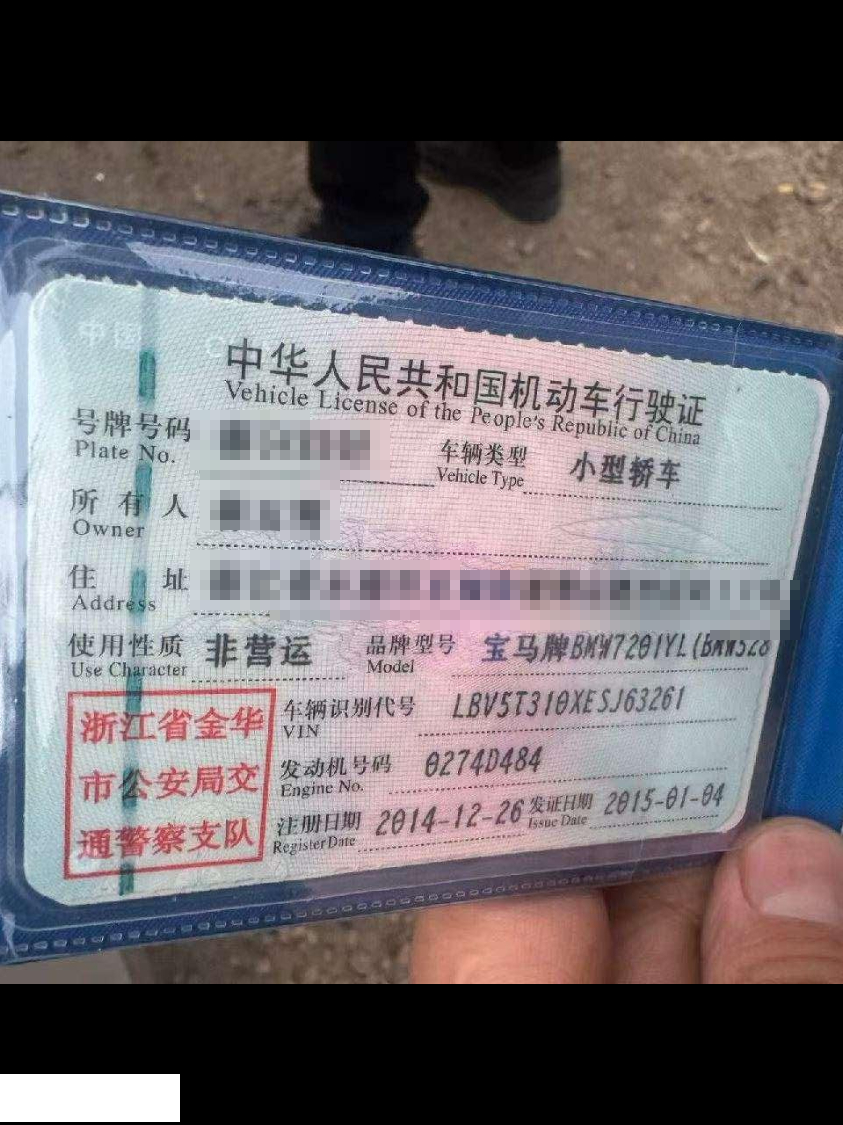 中华人民共和国机动车行驶证
Vehicle License of the People's Republic of China
号牌号码
Plate No.
车辆类型 小型轿车
Vehicle Type
所有人
Owner
住址
Address
使用性质 非营运 品牌型号 宝马牌BMW7201YL(BMW528
Use Character Model
浙江省金华
市公安局交
通警察支队
车辆识别代号 LBV5T310XESJ63261
VIN
发动机号码 0274D484
Engine No.
注册日期 2014-12-26 发证日期 2015-01-04
Register Date Issue Date